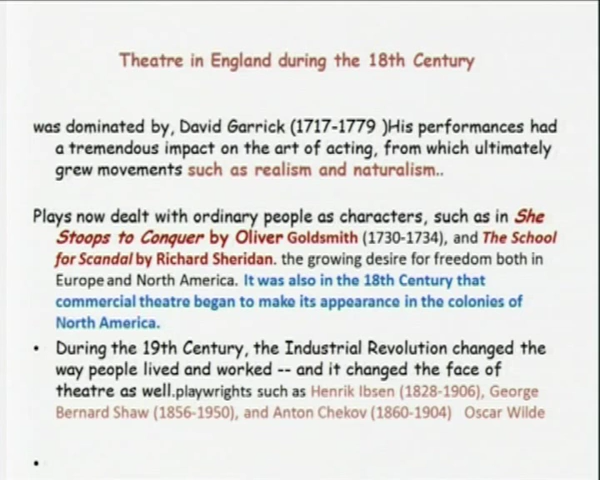 Theatre in England during the 18th Century
was dominated by, David Garrick (1717-1779 )His performances had
a tremendous impact on the art of acting, from which ultimately
grew movements such as realism and naturalism..
Plays now dealt with ordinary people as characters, such as in She
Stoops to Conquer by Oliver Goldsmith (1730-1734), and The School
for Scandal by Richard Sheridan. the growing desire for freedom both in
Europe and North America. It was also in the 18th Century that
commercial theatre began to make its appearance in the colonies of
North America.
• During the 19th Century, the Industrial Revolution changed the
way people lived and worked -- and it changed the face of
theatre as well.playwrights such as Henrik Ibsen (1828-1906), George
Bernard Shaw (1856-1950), and Anton Chekov (1860-1904) Oscar Wilde
•